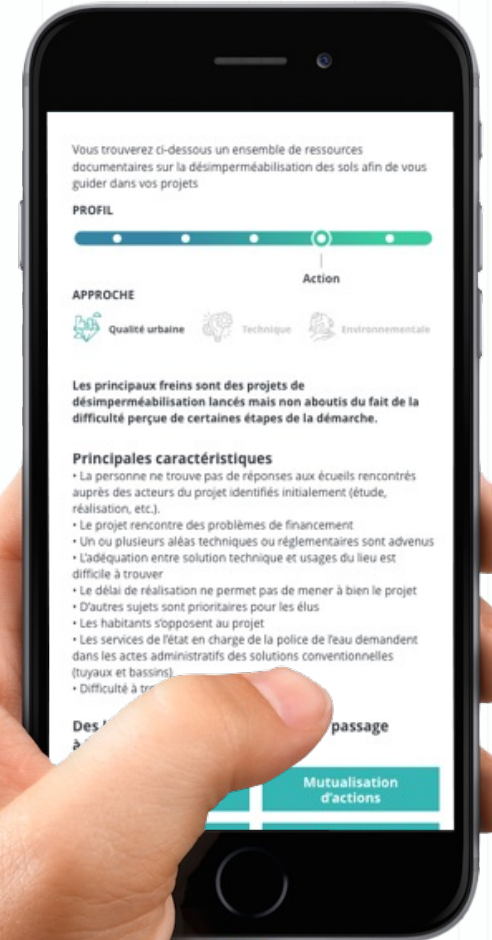 Vous trouverez ci-dessous un ensemble de ressources
documentaires sur la désimperméabilisation des sols afin de vous
guider dans vos projets
PROFIL
Action
APPROCHE
Qualité urbaine Technique Environnementale
Les principaux freins sont des projets de
désimperméabilisation lancés mais non aboutis du fait de la
difficulté perçue de certaines étapes de la démarche.
Principales caractéristiques
• La personne ne trouve pas de réponses aux écueils rencontrés
auprès des acteurs du projet identifiés initialement (étude,
réalisation, etc.).
• Le projet rencontre des problèmes de financement
• Un ou plusieurs aléas techniques ou réglementaires sont advenus
• L'adéquation entre solution technique et usages du lieu est
difficile à trouver
• Le délai de réalisation ne permet pas de mener à bien le projet
• D'autres sujets sont prioritaires pour les élus
• Les habitants s'opposent au projet
• Les services de l'état en charge de la police de l'eau demandent
dans les actes administratifs des solutions conventionnelles
(tuyaux et bassins)
• Difficulté à
Des passage
à
Mutualisation
d'actions